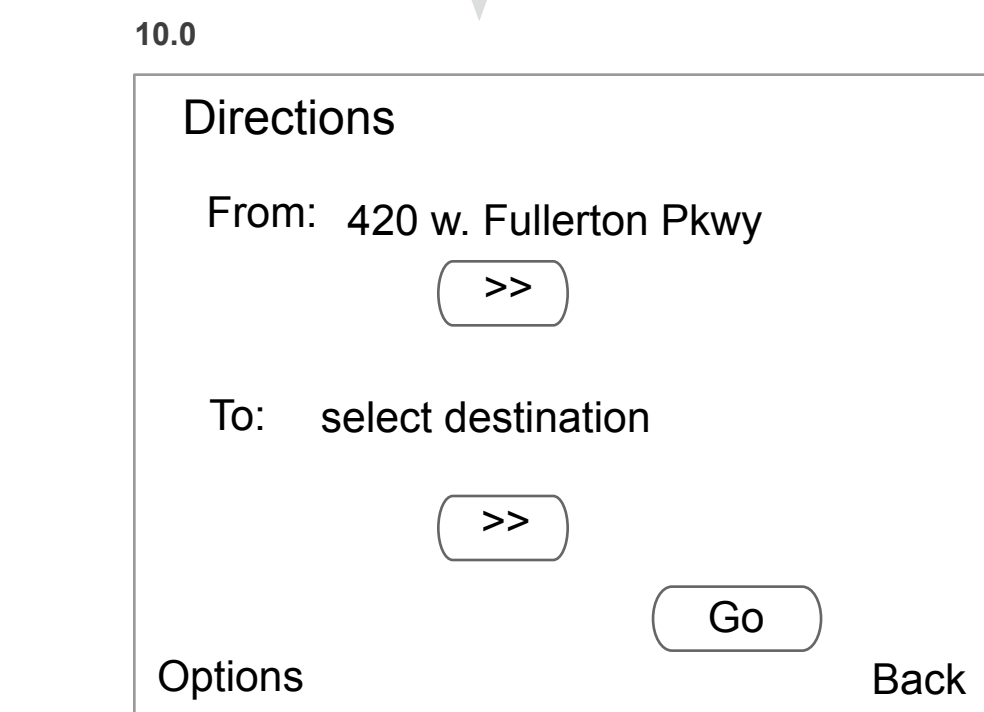 10.0
Directions
From: 420 w. Fullerton Pkwy
>>
To: select destination
>>
Go
Options Back